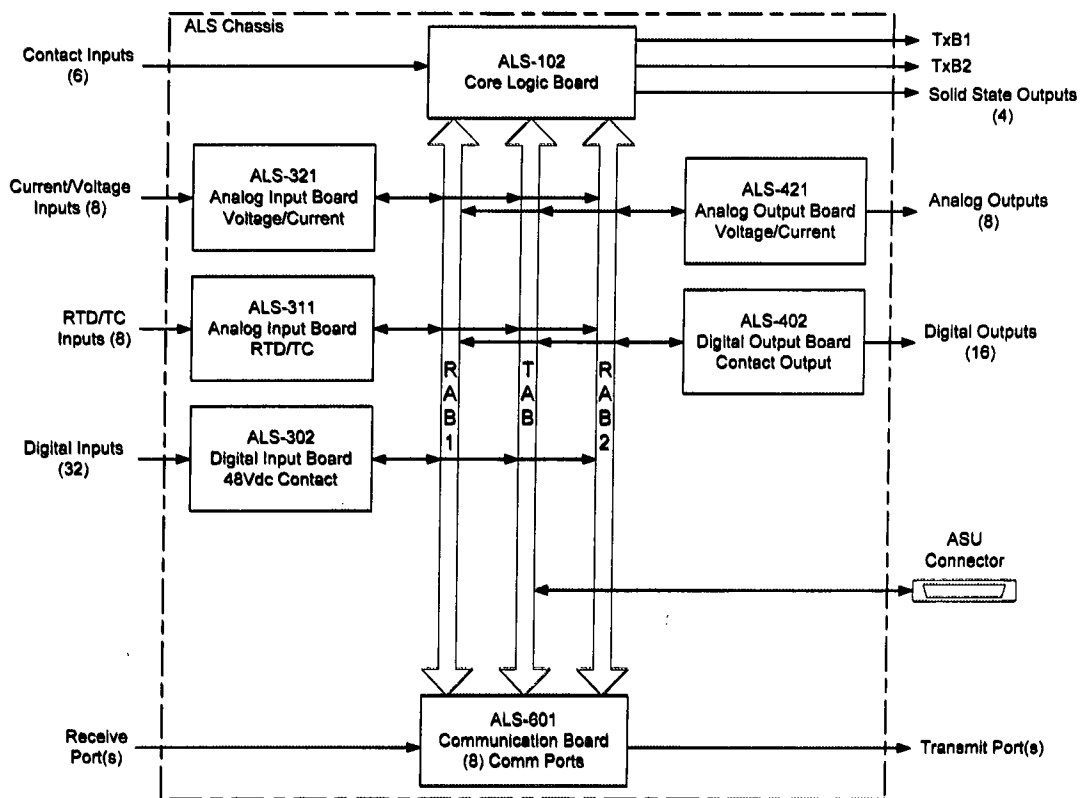 ALS Chassis
Contact Inputs
(6)
ALS-102
Core Logic Board
TxB1
TxB2
Solid State Outputs
(4)
Current/Voltage
Inputs (8)
ALS-321
Analog Input Board
Voltage/Current
ALS-421
Analog Output Board
Voltage/Current
Analog Outputs
(8)
RTD/TC
Inputs (8)
ALS-311
Analog Input Board
RTD/TC
ALS-402
Digital Output Board
Contact Output
Digital Outputs
(16)
RAB1
TAB
RAB2
Digital Inputs
(32)
ALS-302
Digital Input Board
48Vdc Contact
ASU
Connector
Receive
Port(s)
ALS-601
Communication Board
(8) Comm Ports
Transmit Port(s)